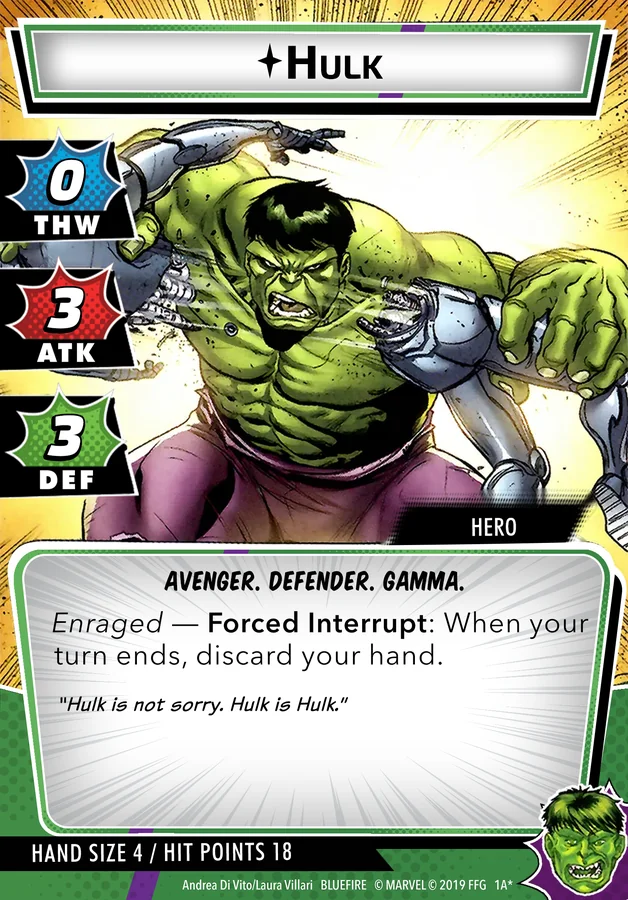 HULK
0
THW
3
ATK
3
DEF
HERO
AVENGER. DEFENDER. GAMMA.
Enraged — Forced Interrupt: When your
turn ends, discard your hand.
"Hulk is not sorry. Hulk is Hulk."
HAND SIZE 4 / HIT POINTS 18
Andrea Di Vito/Laura Villari BLUEFIRE © MARVEL © 2019 FFG 1A*